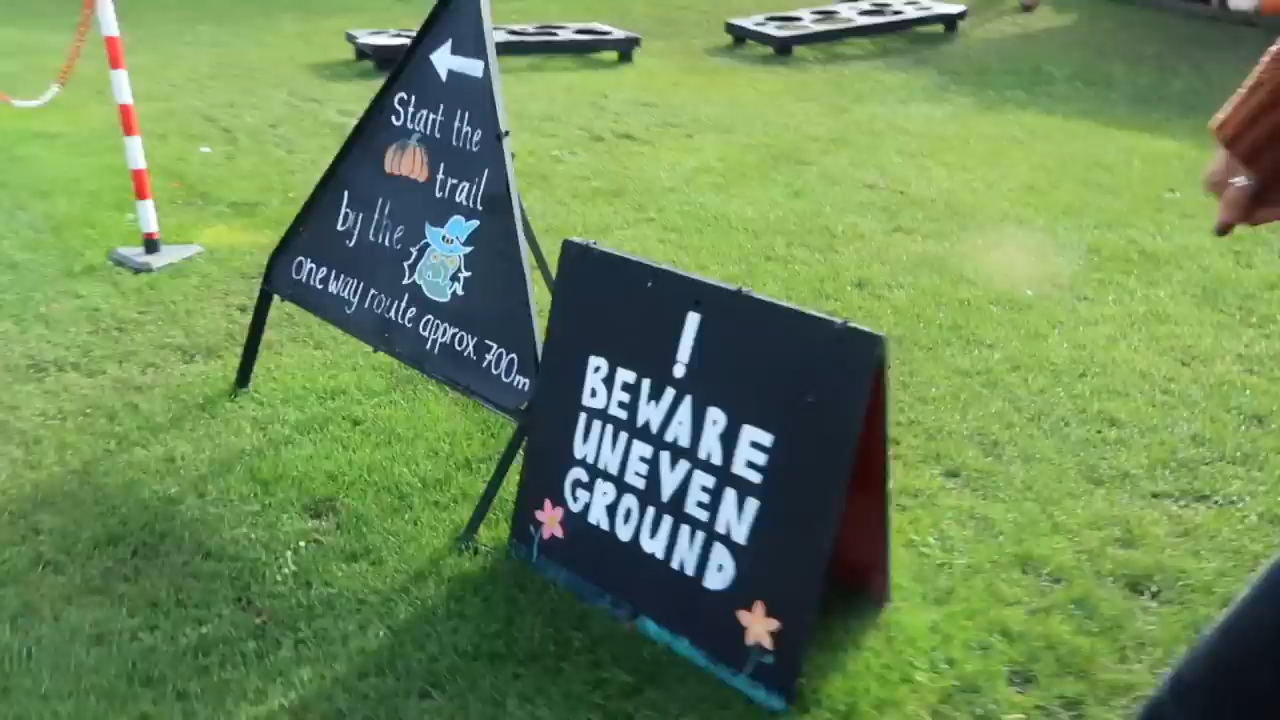 Start the
trail
by the
one way route approx. 700m
!
BEWARE
UNEVEN
GROUND